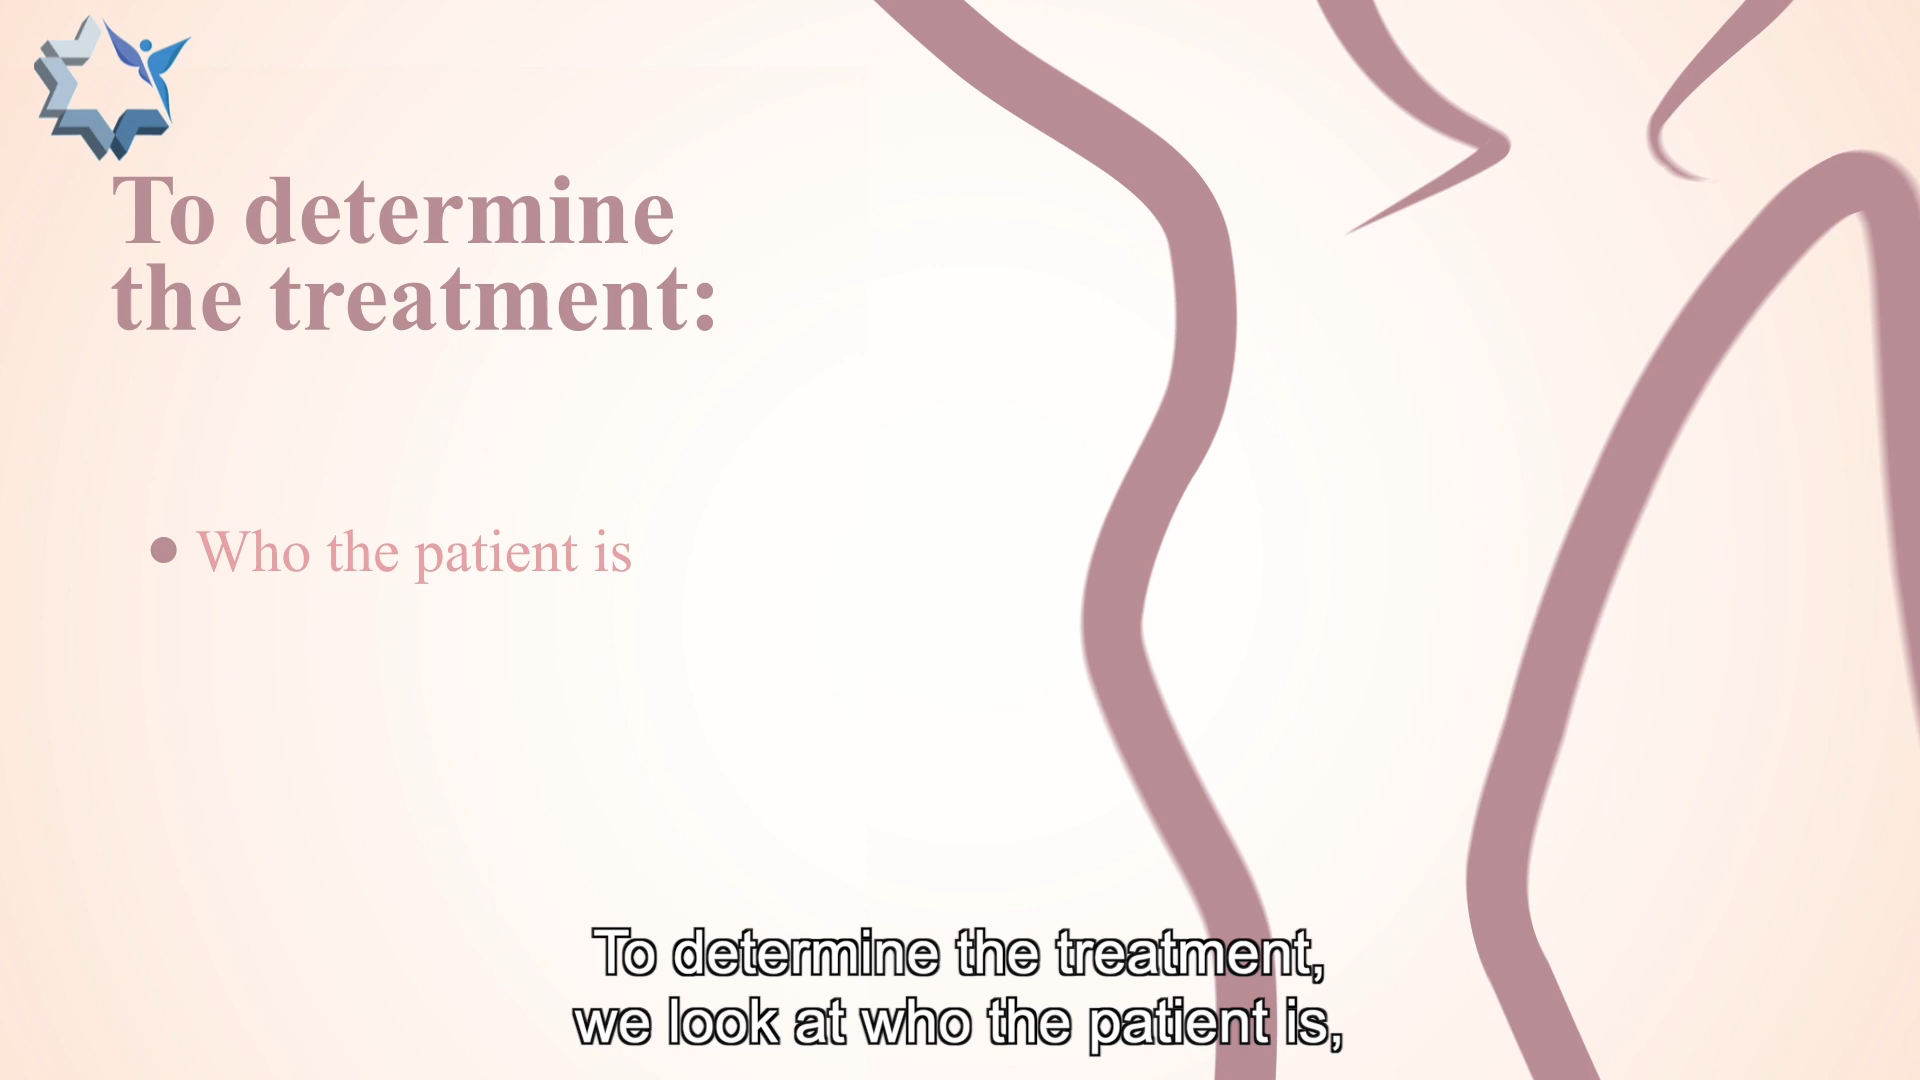 To determine
the treatment:
• Who the patient is
To determine the treatment,
we look at who the patient is,